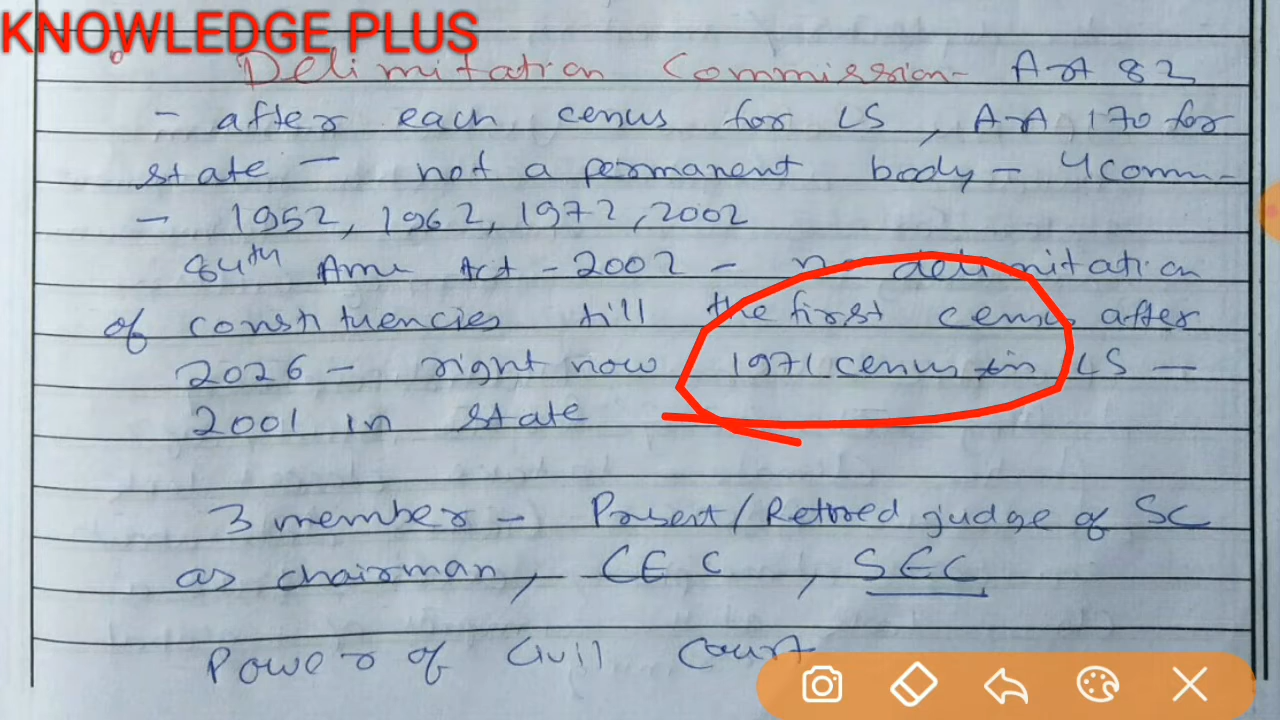 KNOWLEDGE PLUS
Delimitation Commission - Art 82
- after each cenus for LS, Art 170 for
state - not a permanent body - 4 comm-
- 1952, 1962, 1972, 2002
84th Ame Act - 2002 - no delimitation
of constituencies till the first cenus after
2026 - right now 1971 cenus in LS -
2001 in state
3 member - Present/Retired judge of SC
as chairman, CEC, SEC
Power of Civil Court